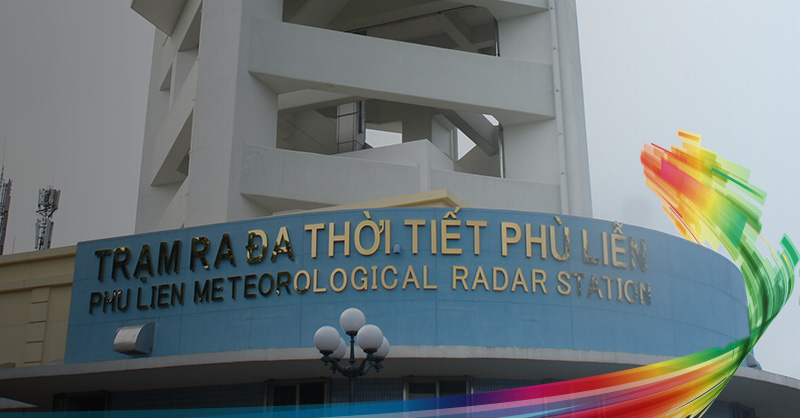 TRẠM RA ĐA THỜI TIẾT PHÙ LIỄN
PHU LIEN METEOROLOGICAL RADAR STATION